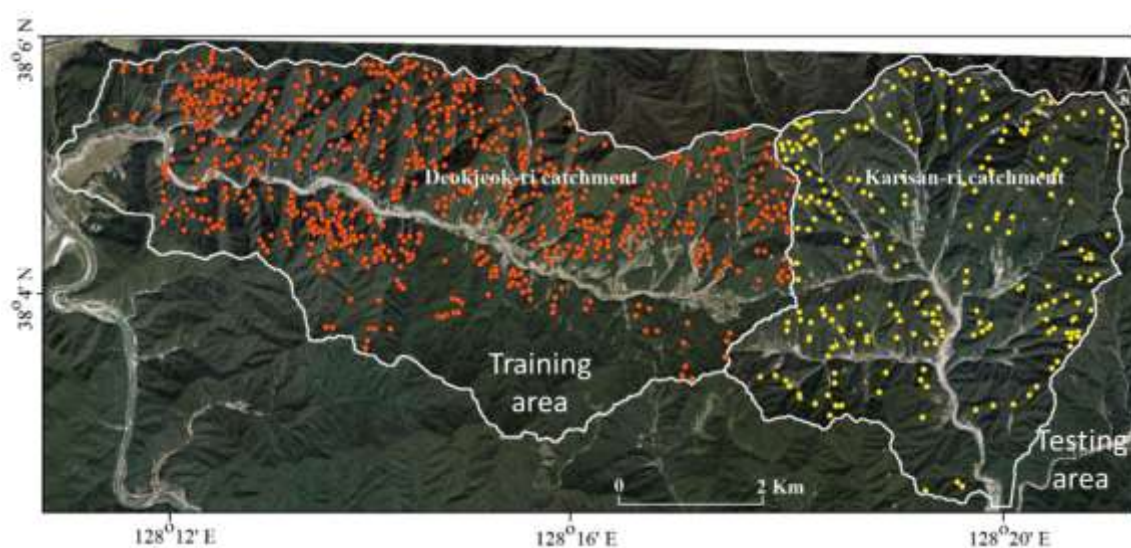 38°6' N
Deokjeok-ri catchment
Karisan-ri catchment
38°4' N
Training
area
Testing
area
0 2 Km
128°12' E
128°16' E
128°20' E